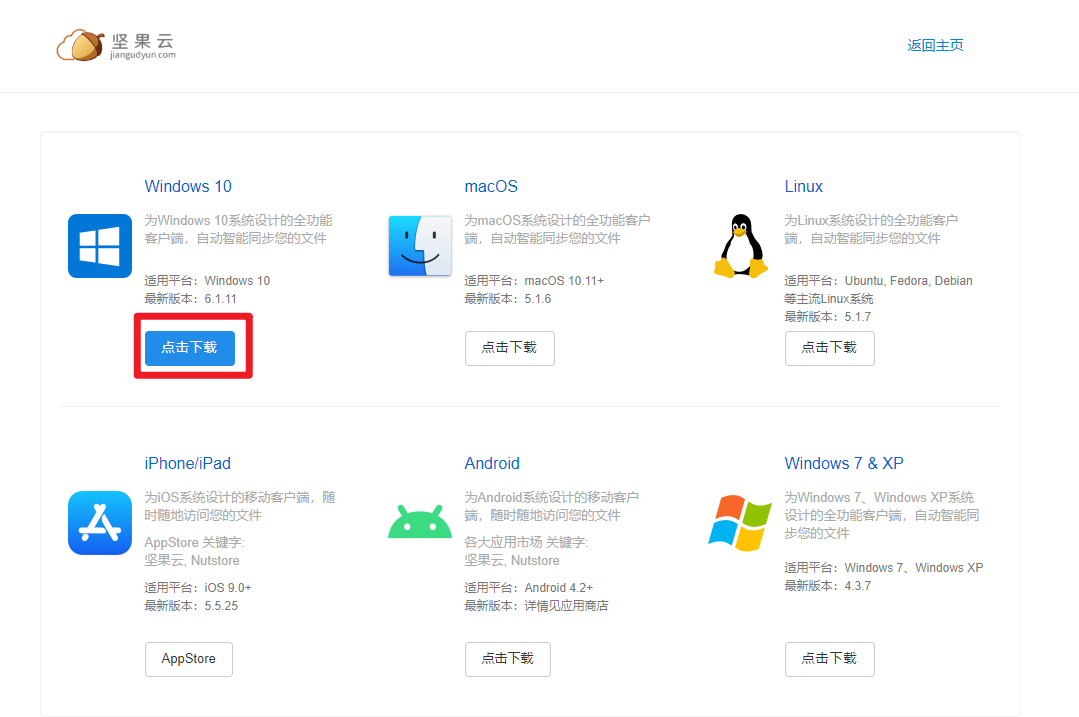 坚果云
jianguoyun.com
返回主页
Windows 10
为Windows 10系统设计的全功能
客户端，自动智能同步您的文件
适用平台：Windows 10
最新版本：6.1.11
点击下载
macOS
为macOS系统设计的全功能客户
端，自动智能同步您的文件
适用平台：macOS 10.11+
最新版本：5.1.6
点击下载
Linux
为Linux系统设计的全功能客户
端，自动智能同步您的文件
适用平台：Ubuntu, Fedora, Debian
等主流Linux系统
最新版本：5.1.7
点击下载
iPhone/iPad
为iOS系统设计的移动客户端，随
时随地访问您的文件
AppStore 关键字:
坚果云, Nutstore
适用平台：iOS 9.0+
最新版本：5.5.25
AppStore
Android
为Android系统设计的移动客户
端，随时随地访问您的文件
各大应用市场 关键字:
坚果云, Nutstore
适用平台：Android 4.2+
最新版本：详情见应用商店
点击下载
Windows 7 & XP
为Windows 7、Windows XP系统
设计的全功能客户端，自动智能同
步您的文件
适用平台：Windows 7、Windows XP
最新版本：4.3.7
点击下载